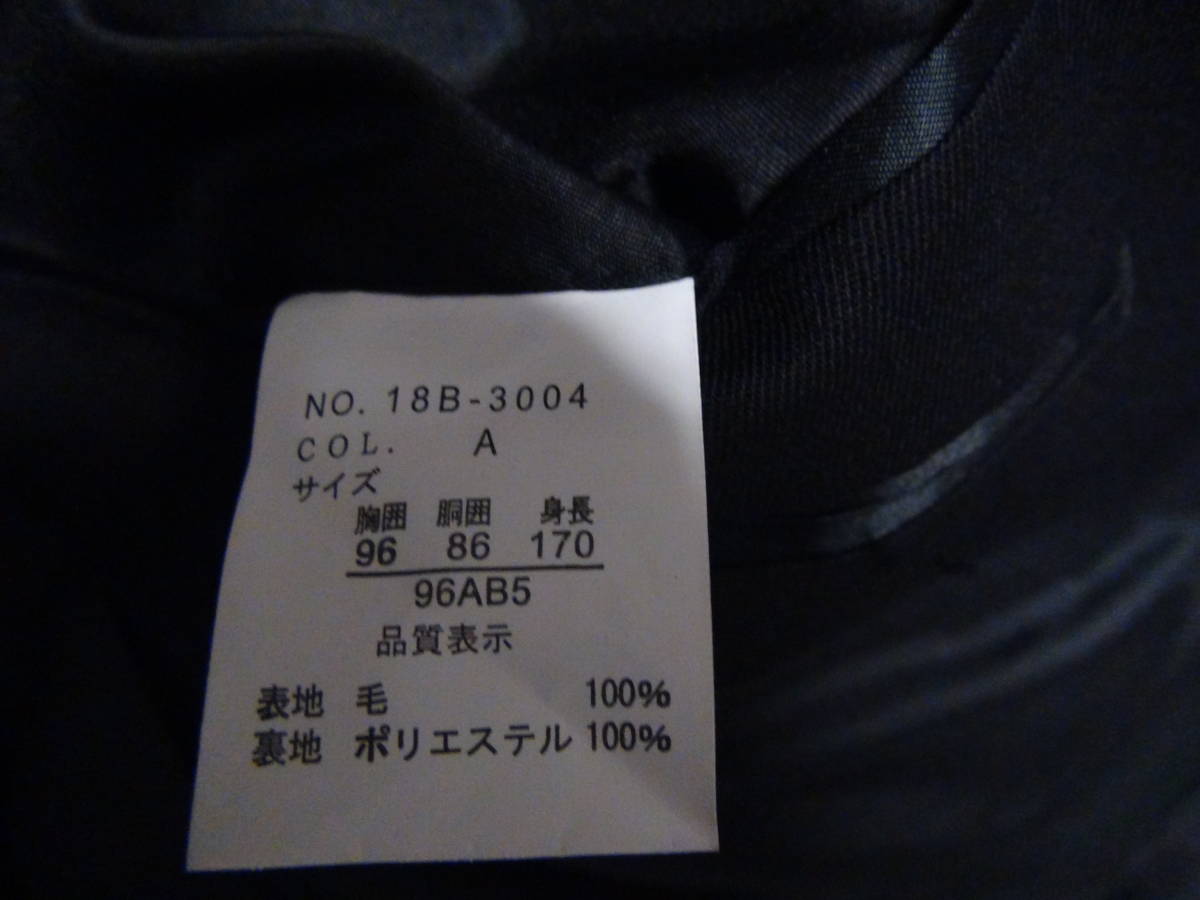 NO. 18B-3004
COL. A
サイズ
胸囲 胴囲 身長
96 86 170
96AB5
品質表示
表地 毛 100%
裏地 ポリエステル 100%